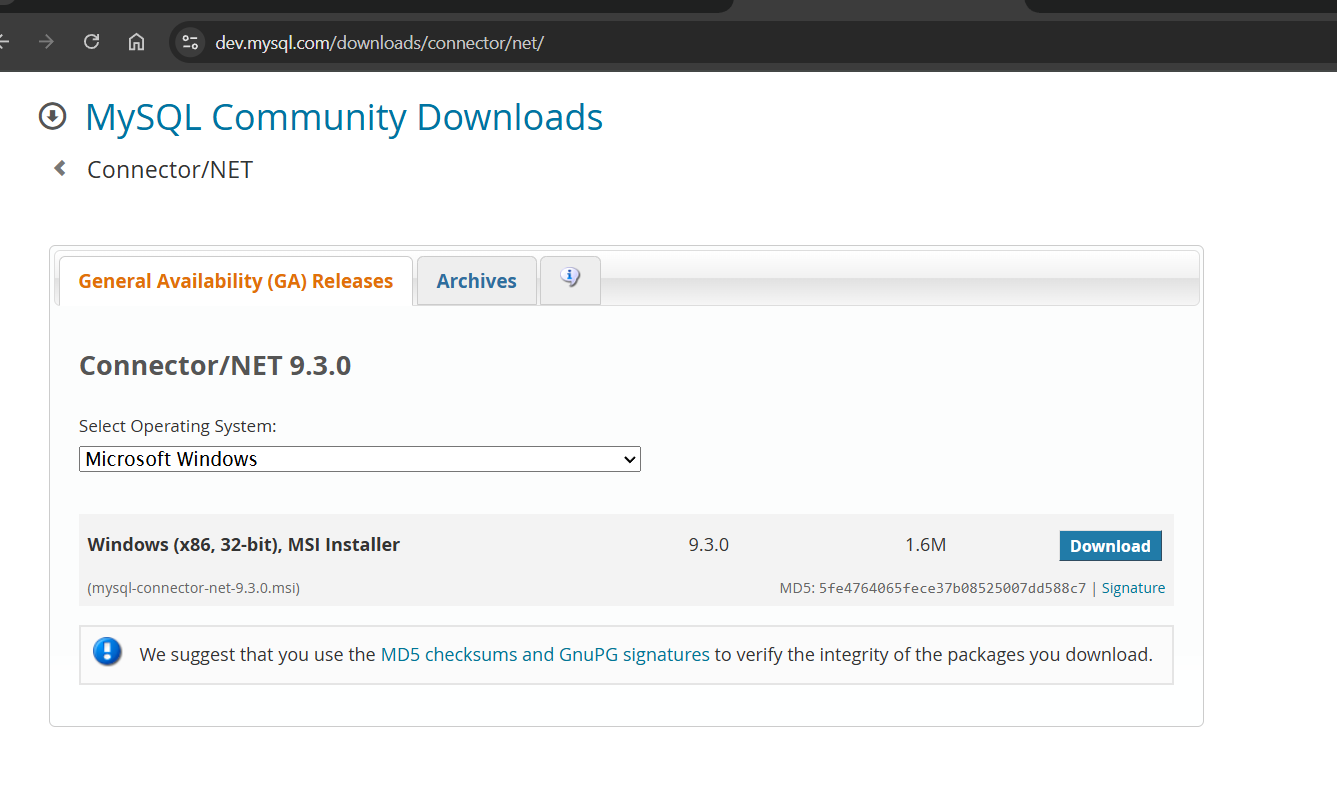 dev.mysql.com/downloads/connector/net/
MySQL Community Downloads
Connector/NET
General Availability (GA) Releases
Archives
Connector/NET 9.3.0
Select Operating System:
Microsoft Windows
Windows (x86, 32-bit), MSI Installer 9.3.0 1.6M Download
(mysql-connector-net-9.3.0.msi) MD5: 5fe4764065fece37b08525007dd588c7 | Signature
We suggest that you use the MD5 checksums and GnuPG signatures to verify the integrity of the packages you download.